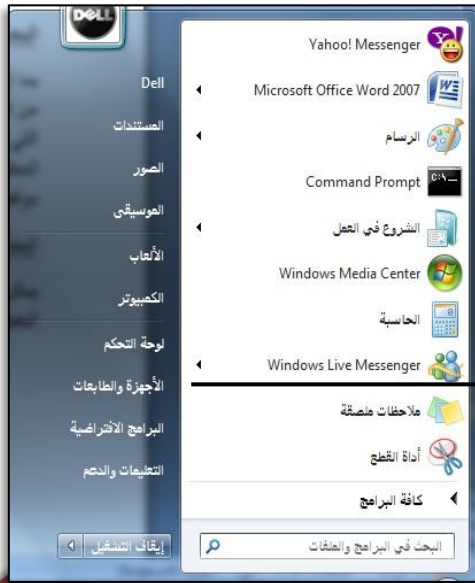 DELL
Yahoo! Messenger
Microsoft Office Word 2007
الرسام
Command Prompt
الشروع في العمل
Windows Media Center
الحاسبة
Windows Live Messenger
ملاحظات ملصقة
أداة القطع
كافة البرامج
البحث في البرامج والملفات
Dell
المستندات
الصور
الموسيقى
الألعاب
الكمبيوتر
لوحة التحكم
الأجهزة والطابعات
البرامج الافتراضية
التعليمات والدعم
إيقاف التشغيل